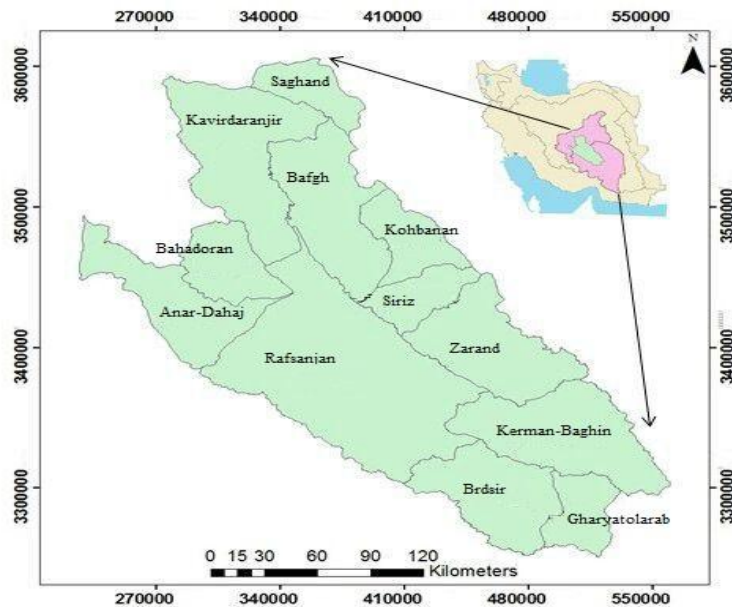 270000 340000 410000 480000 550000
N
3600000
3600000
Saghand
Kavirdaranjir
Bafgh
3500000
3500000
Kohbanan
Bahadoran
Siriz
Anar-Dahaj
Zarand
Rafsanjan
3400000
3400000
Kerman-Baghin
Brdsir
3300000
3300000
Gharyatolarab
0 15 30 60 90 120
Kilometers
270000 340000 410000 480000 550000